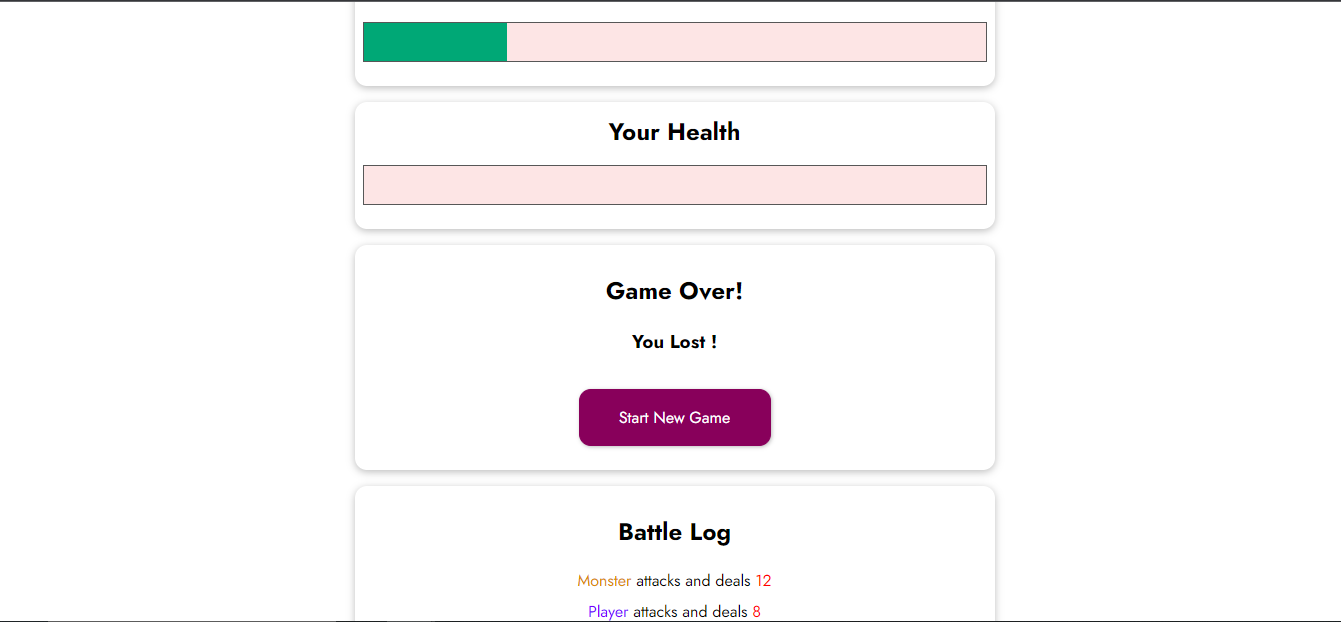 Your Health
Game Over!
You Lost !
Start New Game
Battle Log
Monster attacks and deals 12
Player attacks and deals 8